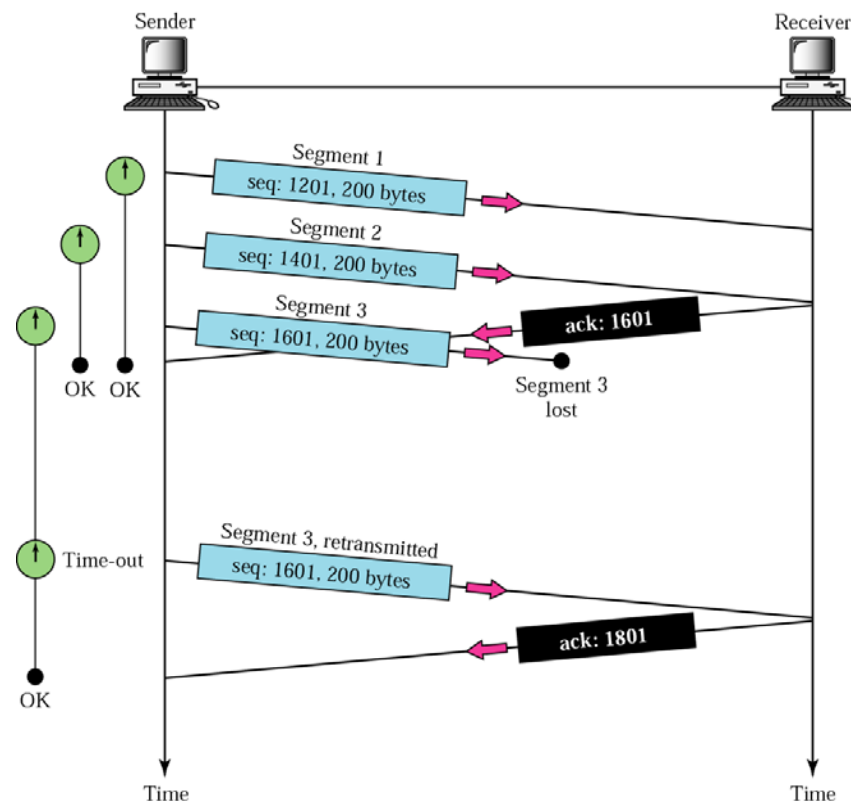 Sender
Receiver
Segment 1
seq: 1201, 200 bytes
Segment 2
seq: 1401, 200 bytes
Segment 3
seq: 1601, 200 bytes
ack: 1601
OK
OK
Segment 3
lost
Segment 3, retransmitted
Time-out
seq: 1601, 200 bytes
ack: 1801
OK
Time
Time